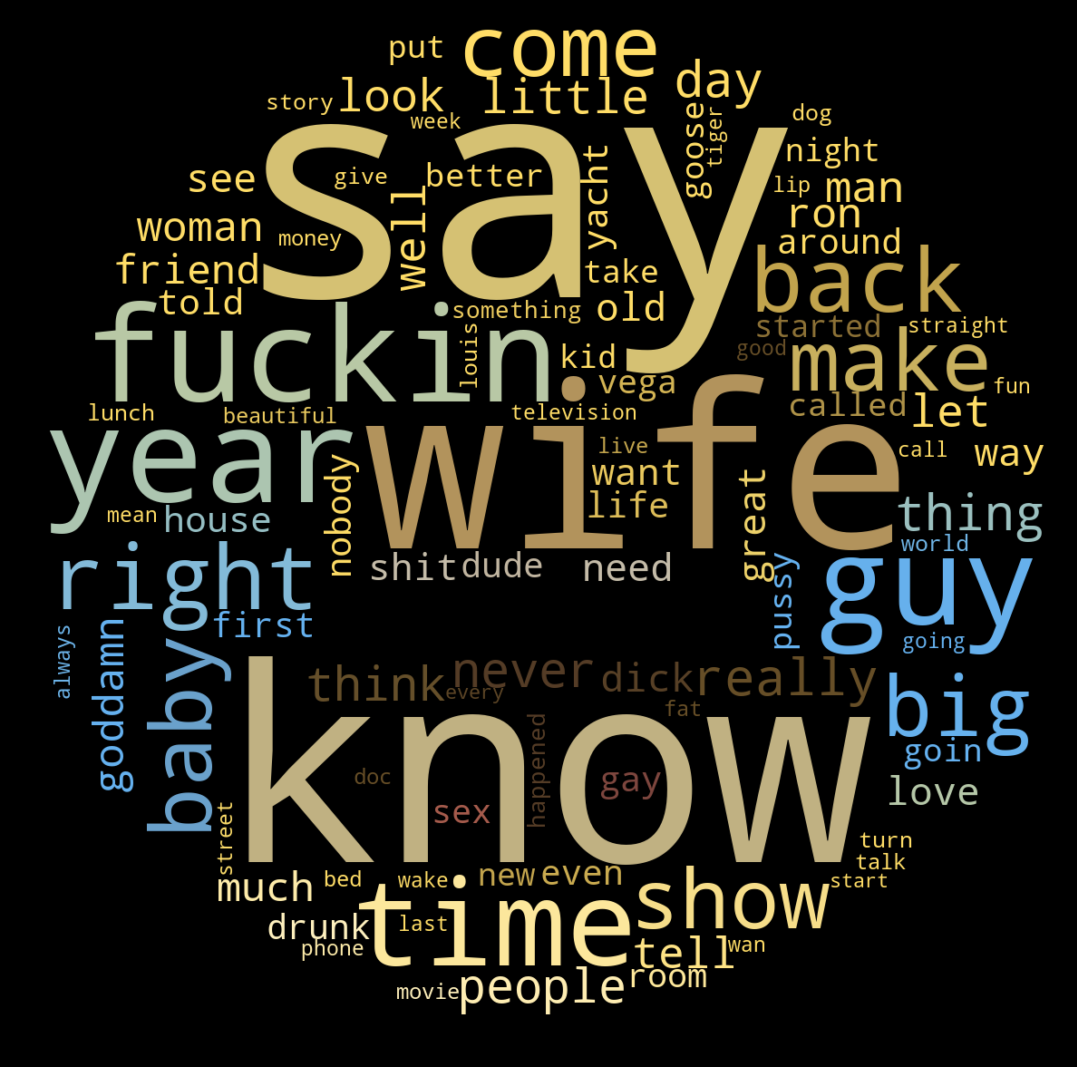 come
put
day
look
little
story
week
goose
tiger
dog
say
night
see
give
better
yacht
lip
man
well
ron
woman
money
around
friend
take
back
told
something
old
started
straight
fuckin
louis
kid
good
make
vega
fun
lunch
beautiful
television
called
let
year
wife
live
call
way
nobody
want
great
life
mean
house
thing
world
right
shit
dude
need
pussy
guy
first
always
goddamn
going
baby
think
never
every
dick
really
fat
big
goin
know
doc
happened
gay
sex
love
street
turn
talk
much
bed
wake
new
even
start
time
show
drunk
last
phone
tell
wan
movie
people
room